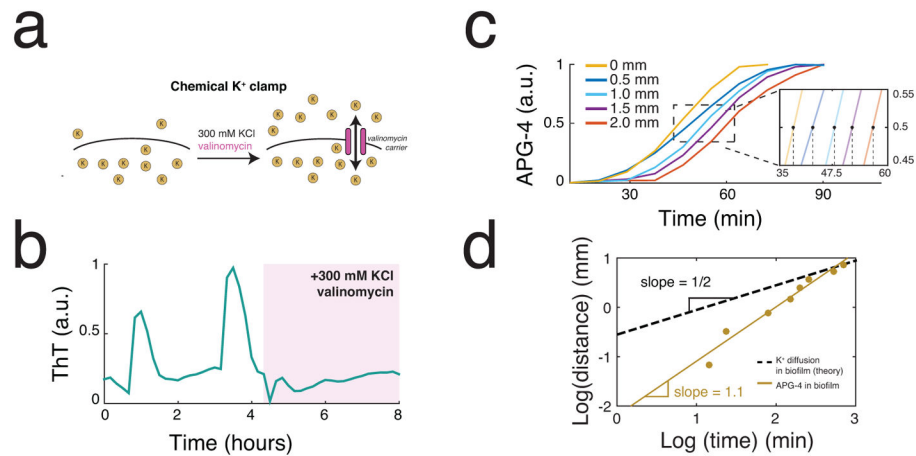 a
Chemical K+ clamp
K K K K K K K K K K
300 mM KCl
valinomycin
K K K K K K K K K K K K
valinomycin
carrier
b
ThT (a.u.)
1
0.5
0
+300 mM KCl
valinomycin
0 2 4 6 8
Time (hours)
c
APG-4 (a.u.)
1
0.5
0
0 mm
0.5 mm
1.0 mm
1.5 mm
2.0 mm
0.55
0.5
0.45
35 47.5 60
30 60 90
Time (min)
d
Log(distance) (mm)
1
0
-1
-2
slope = 1/2
slope = 1.1
K+ diffusion
in biofilm (theory)
APG-4 in biofilm
0 1 2 3
Log (time) (min)